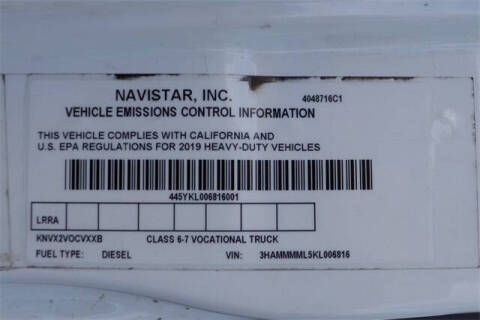 NAVISTAR, INC. 4048716C1
VEHICLE EMISSIONS CONTROL INFORMATION
THIS VEHICLE COMPLIES WITH CALIFORNIA AND
U.S. EPA REGULATIONS FOR 2019 HEAVY-DUTY VEHICLES
445YKL006816001
LRRA
KNVX2VOCVXXB CLASS 6-7 VOCATIONAL TRUCK
FUEL TYPE: DIESEL VIN: 3HAMMMML5KL006816